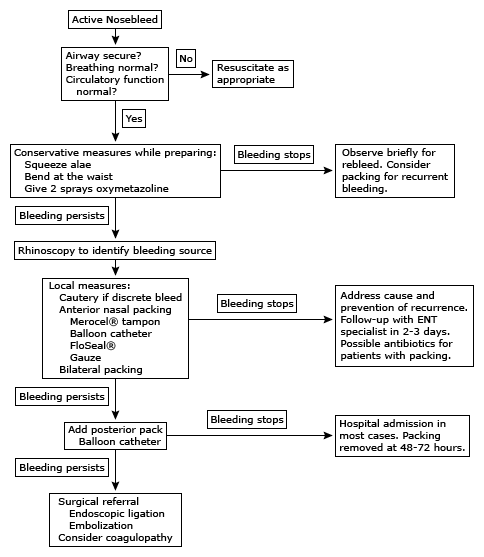 Active Nosebleed
Airway secure?
Breathing normal?
Circulatory function
normal?
No
Resuscitate as
appropriate
Yes
Conservative measures while preparing:
Squeeze alae
Bend at the waist
Give 2 sprays oxymetazoline
Bleeding stops
Observe briefly for
rebleed. Consider
packing for recurrent
bleeding.
Bleeding persists
Rhinoscopy to identify bleeding source
Local measures:
Cautery if discrete bleed
Anterior nasal packing
Merocel® tampon
Balloon catheter
FloSeal®
Gauze
Bilateral packing
Bleeding stops
Address cause and
prevention of recurrence.
Follow-up with ENT
specialist in 2-3 days.
Possible antibiotics for
patients with packing.
Bleeding persists
Add posterior pack
Balloon catheter
Bleeding stops
Hospital admission in
most cases. Packing
removed at 48-72 hours.
Bleeding persists
Surgical referral
Endoscopic ligation
Embolization
Consider coagulopathy